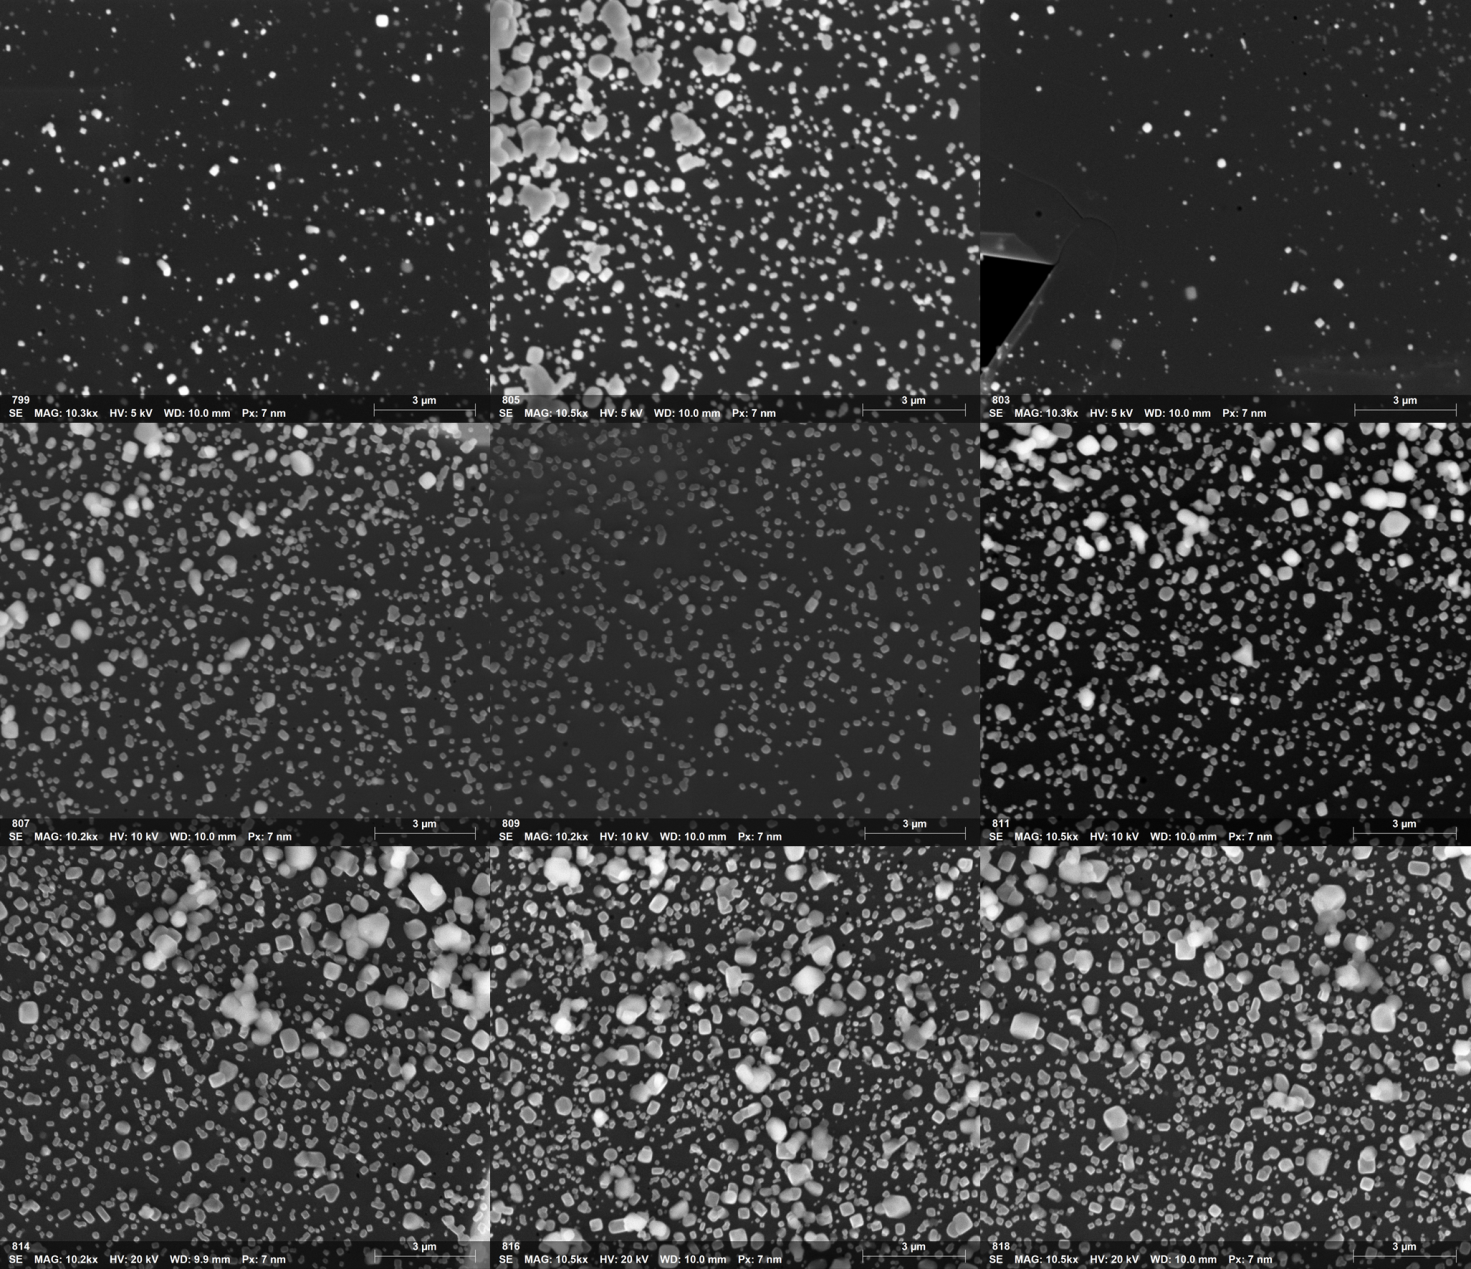 3 µm
799
SE MAG: 10.3kx HV: 5 kV WD: 10.0 mm Px: 7 nm
3 µm
805
SE MAG: 10.5kx HV: 5 kV WD: 10.0 mm Px: 7 nm
3 µm
803
SE MAG: 10.3kx HV: 5 kV WD: 10.0 mm Px: 7 nm
3 µm
807
SE MAG: 10.2kx HV: 10 kV WD: 10.0 mm Px: 7 nm
3 µm
809
SE MAG: 10.2kx HV: 10 kV WD: 10.0 mm Px: 7 nm
3 µm
811
SE MAG: 10.5kx HV: 10 kV WD: 10.0 mm Px: 7 nm
3 µm
814
SE MAG: 10.2kx HV: 20 kV WD: 9.9 mm Px: 7 nm
3 µm
816
SE MAG: 10.5kx HV: 20 kV WD: 10.0 mm Px: 7 nm
3 µm
818
SE MAG: 10.5kx HV: 20 kV WD: 10.0 mm Px: 7 nm